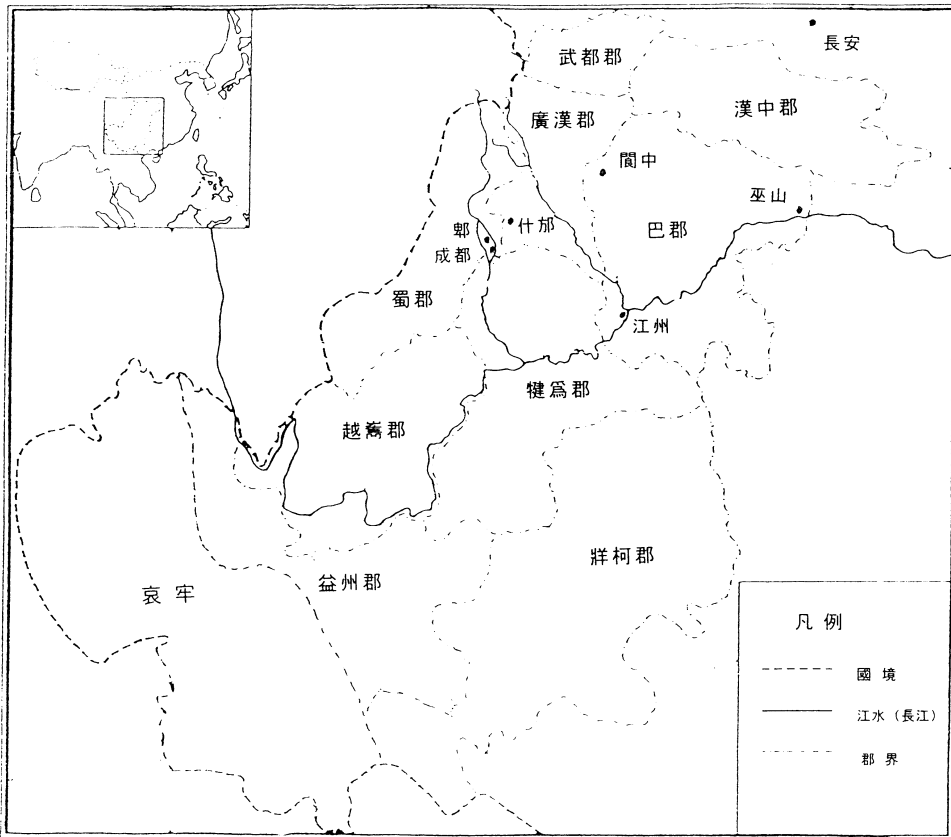 長安
武都郡
漢中郡
廣漢郡
閬中
巫山
什邡
郫
巴郡
成都
蜀郡
江州
犍爲郡
越嶲郡
牂柯郡
益州郡
哀牢
凡例
國境
江水（長江）
郡界